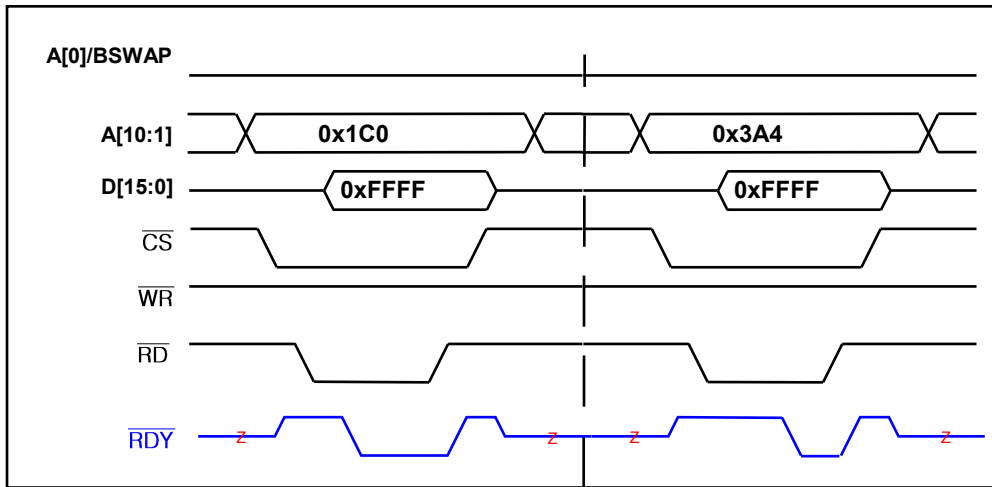 A[0]/BSWAP
A[10:1] 0x1C0 0x3A4
D[15:0] 0xFFFF 0xFFFF
CS
WR
RD
RDY Z Z Z Z